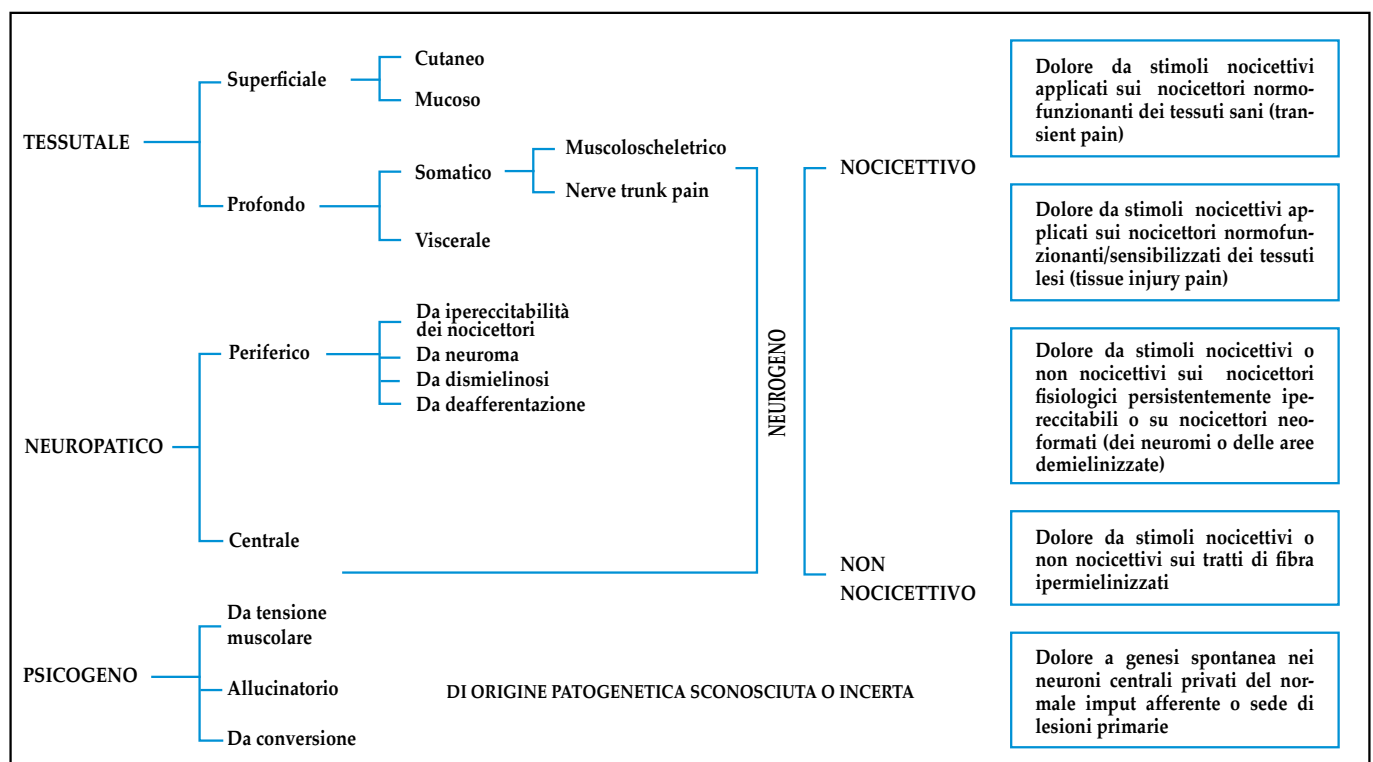 TESSUTALE
Superficiale
Cutaneo
Mucoso
Profondo
Somatico
Muscoloscheletrico
Nerve trunk pain
Viscerale
NEUROPATICO
Periferico
Da ipereccitabilità
dei nocicettori
Da neuroma
Da dismielinosi
Da deafferentazione
Centrale
PSICOGENO
Da tensione
muscolare
Allucinatorio
Da conversione
DI ORIGINE PATOGENETICA SCONOSCIUTA O INCERTA
NEUROGENO
NOCICETTIVO
NON
NOCICETTIVO
Dolore da stimoli nocicettivi
applicati sui nocicettori normo-
funzionanti dei tessuti sani (tran-
sient pain)
Dolore da stimoli nocicettivi ap-
plicati sui nocicettori normofun-
zionanti/sensibilizzati dei tessuti
lesi (tissue injury pain)
Dolore da stimoli nocicettivi o
non nocicettivi sui nocicettori
fisiologici persistentemente ipe-
reccitabili o su nocicettori neo-
formati (dei neuromi o delle aree
demielinizzate)
Dolore da stimoli nocicettivi o
non nocicettivi sui tratti di fibra
ipermielinizzati
Dolore a genesi spontanea nei
neuroni centrali privati del nor-
male imput afferente o sede di
lesioni primarie